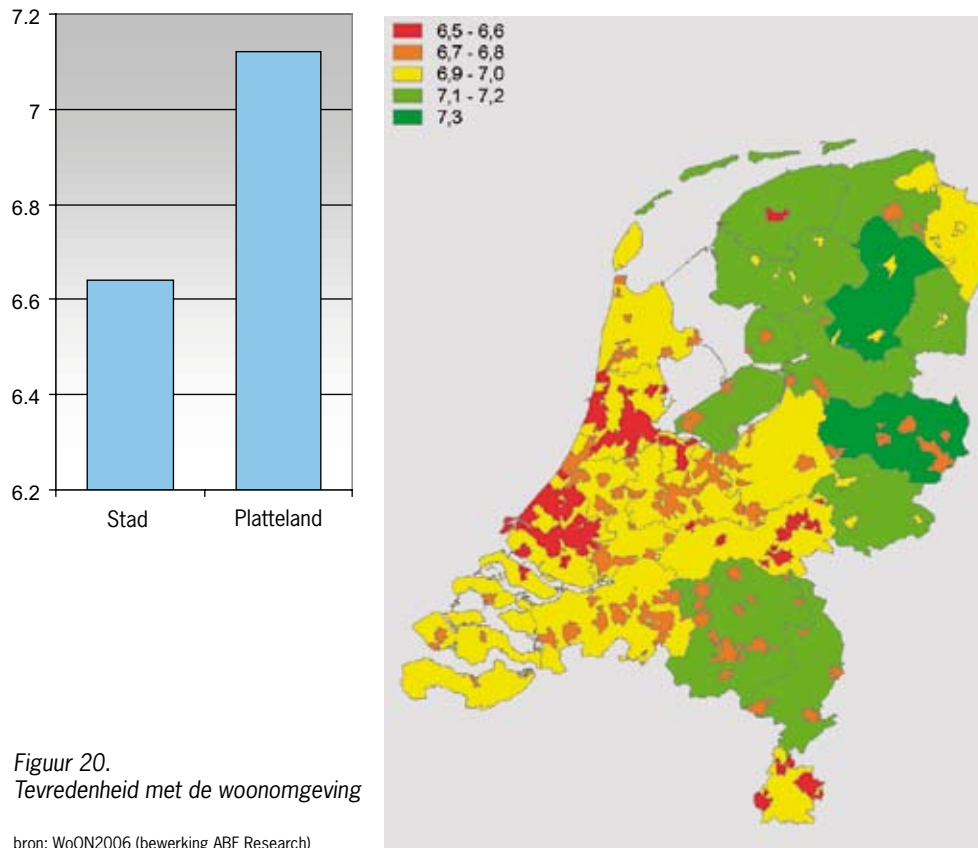 7.2
7
6.8
6.6
6.4
6.2
Stad
Platteland
6,5 - 6,6
6,7 - 6,8
6,9 - 7,0
7,1 - 7,2
7,3
Figuur 20.
Tevredenheid met de woonomgeving
bron: WoON2006 (bewerking ABF Research)